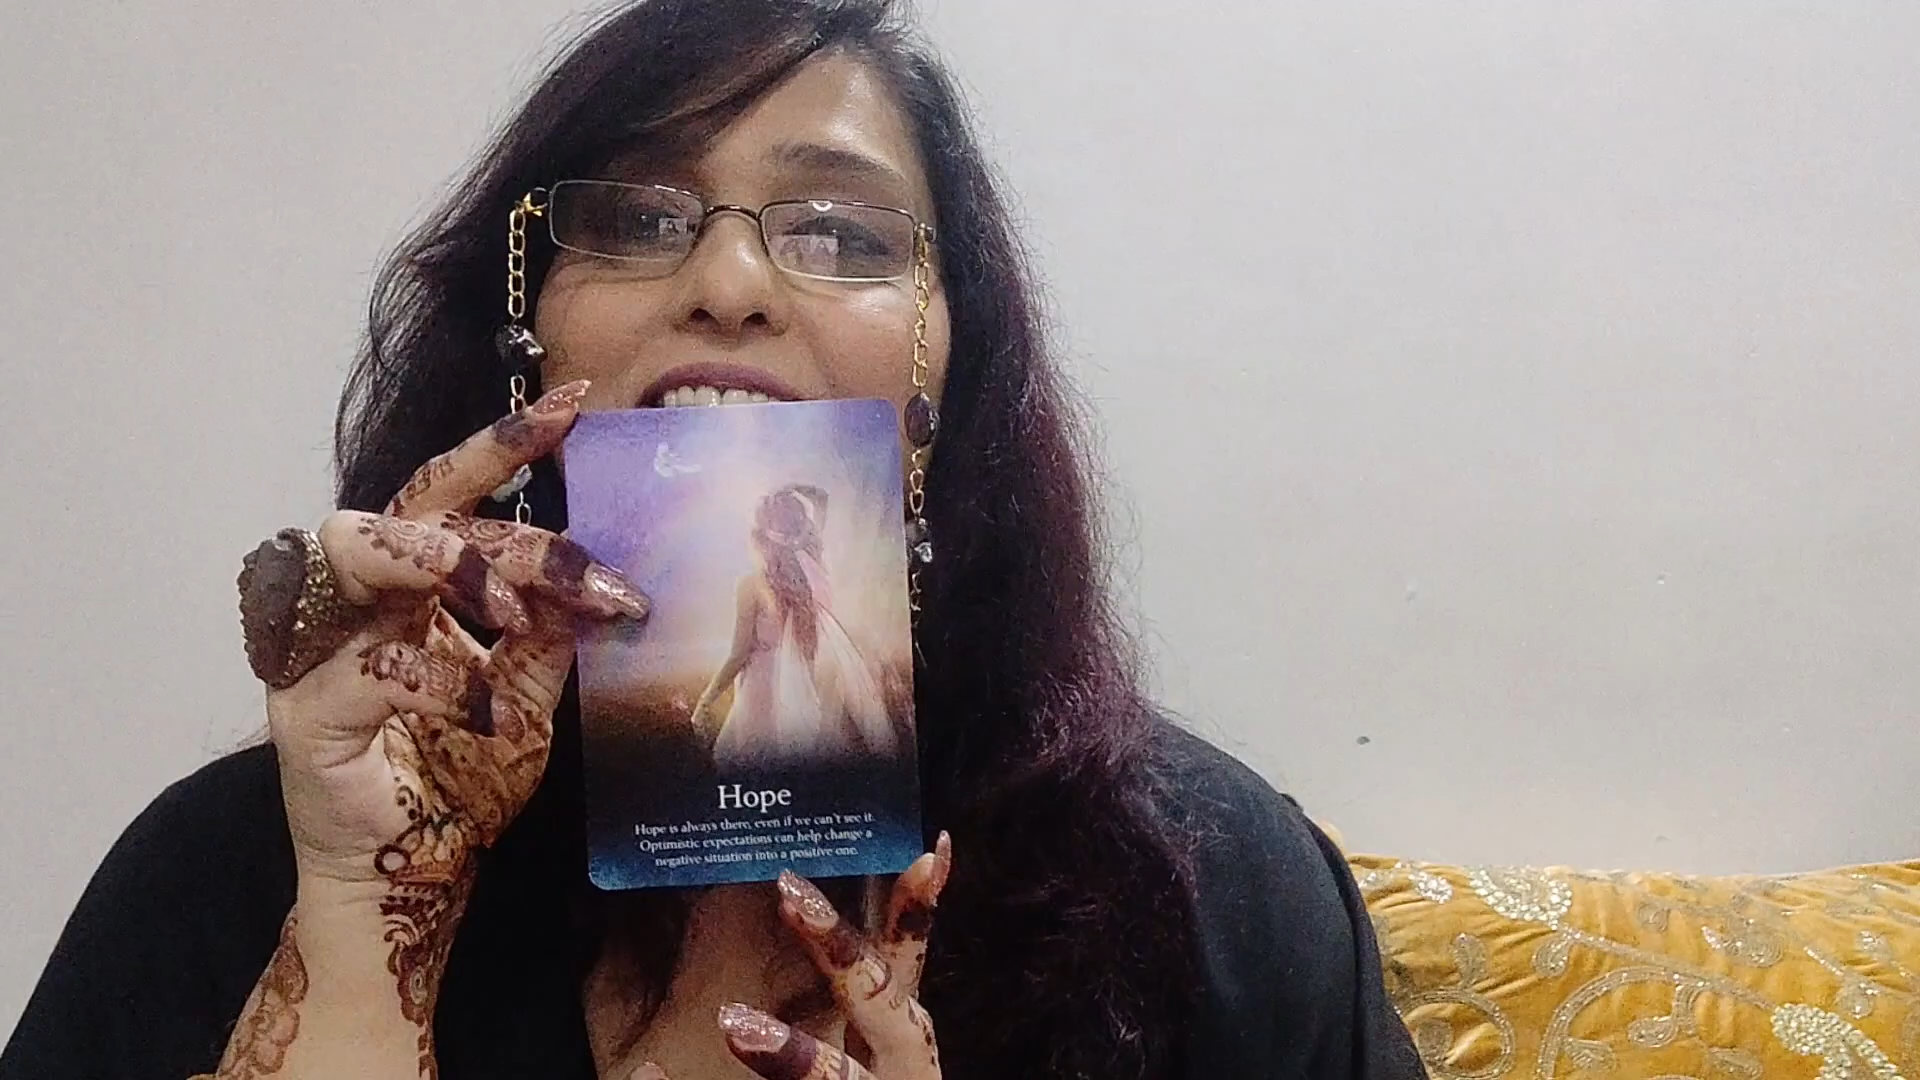 Hope
Hope is always there, even if we can't see it.
Optimistic expectations can help change a
negative situation into a positive one.